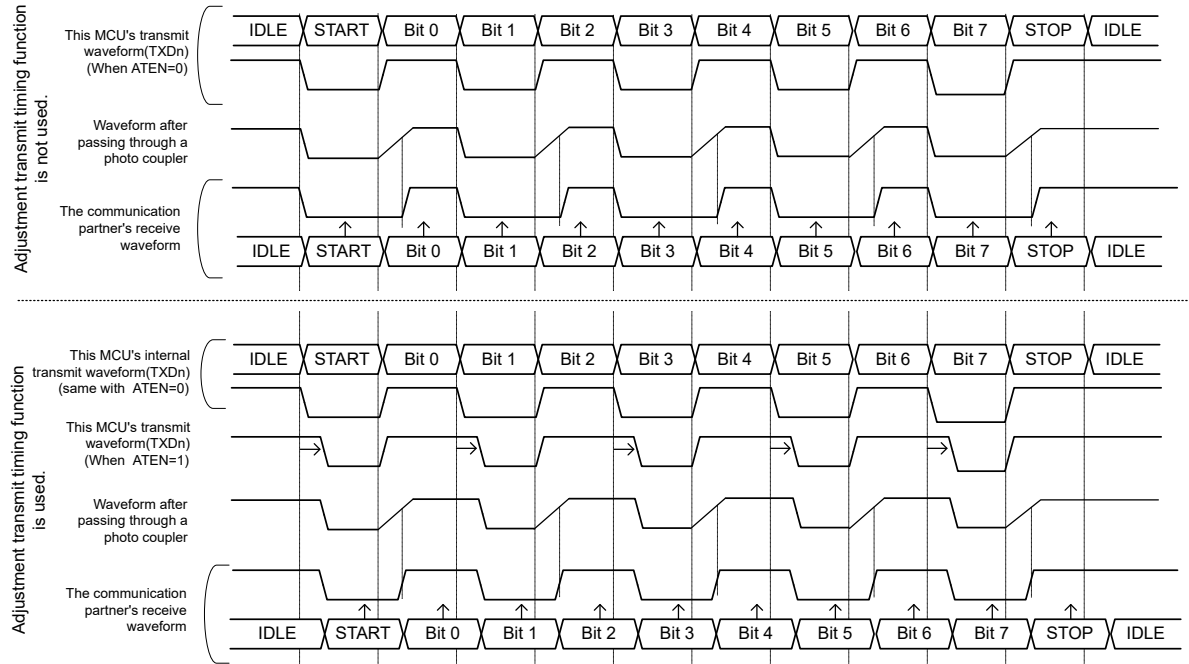 Adjustment transmit timing function
is not used.
This MCU's transmit
waveform(TXDn)
(When ATEN=0)
IDLE START Bit 0 Bit 1 Bit 2 Bit 3 Bit 4 Bit 5 Bit 6 Bit 7 STOP IDLE
Waveform after
passing through a
photo coupler
The communication
partner's receive
waveform
IDLE START Bit 0 Bit 1 Bit 2 Bit 3 Bit 4 Bit 5 Bit 6 Bit 7 STOP IDLE
Adjustment transmit timing function
is used.
This MCU's internal
transmit waveform(TXDn)
(same with ATEN=0)
IDLE START Bit 0 Bit 1 Bit 2 Bit 3 Bit 4 Bit 5 Bit 6 Bit 7 STOP IDLE
This MCU's transmit
waveform(TXDn)
(When ATEN=1)
Waveform after
passing through a
photo coupler
The communication
partner's receive
waveform
IDLE START Bit 0 Bit 1 Bit 2 Bit 3 Bit 4 Bit 5 Bit 6 Bit 7 STOP IDLE